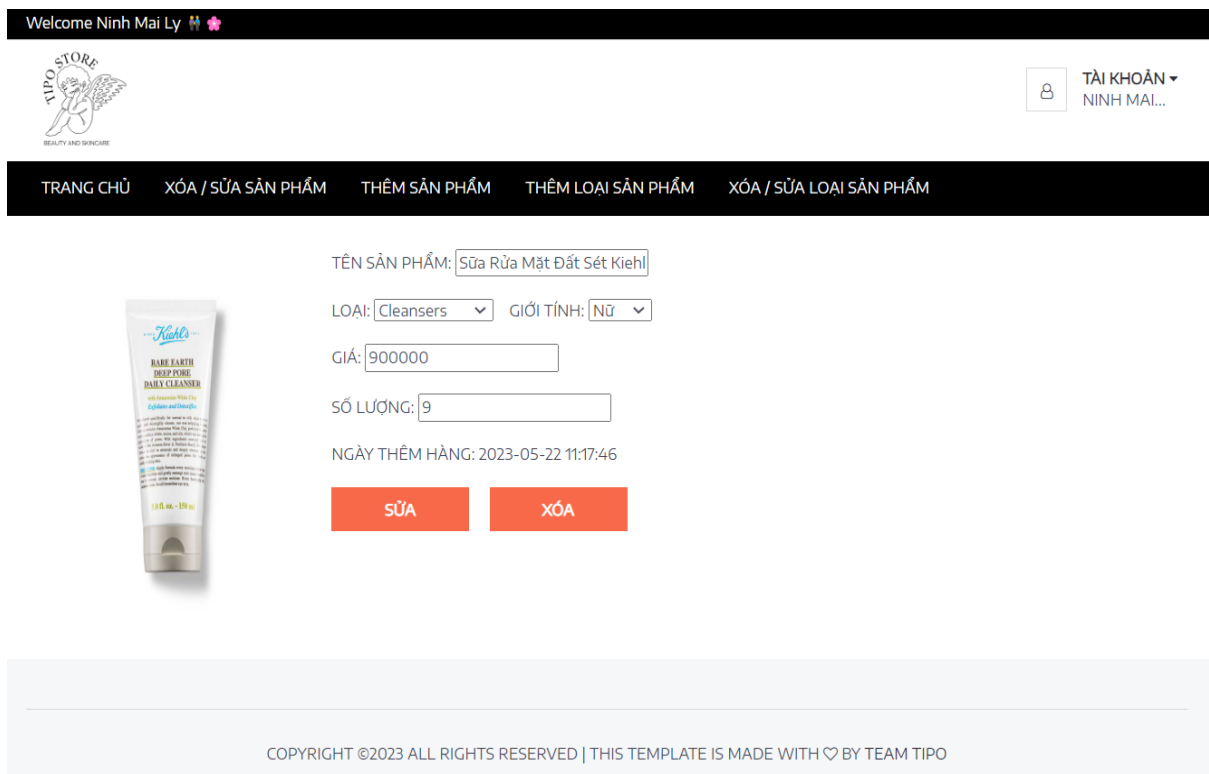 Welcome Ninh Mai Ly 👬 🌸
TIPO STORE
BEAUTY AND SKINCARE
TÀI KHOẢN
NINH MAI...
TRANG CHỦ XÓA / SỬA SẢN PHẨM THÊM SẢN PHẨM THÊM LOẠI SẢN PHẨM XÓA / SỬA LOẠI SẢN PHẨM
TÊN SẢN PHẨM: Sữa Rửa Mặt Đất Sét Kiehl
LOẠI: Cleansers GIỚI TÍNH: Nữ
GIÁ: 900000
SỐ LƯỢNG: 9
NGÀY THÊM HÀNG: 2023-05-22 11:17:46
SỬA XÓA
Kiehl's
RARE EARTH
DEEP PORE
DAILY CLEANSER
with Amazonian White Clay
COPYRIGHT ©2023 ALL RIGHTS RESERVED | THIS TEMPLATE IS MADE WITH ♡ BY TEAM TIPO